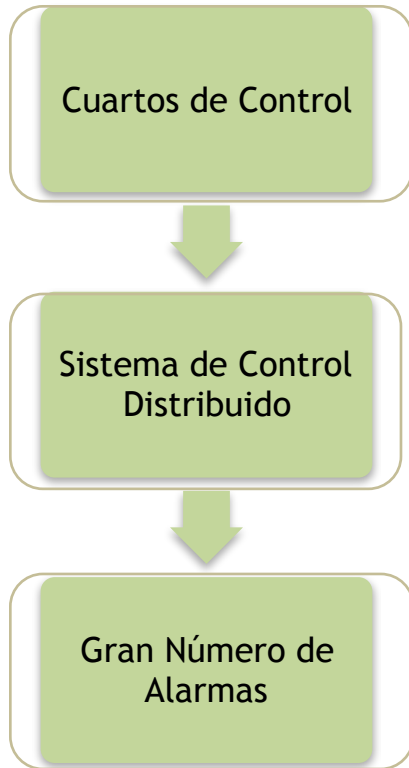 Cuartos de Control
Sistema de Control
Distribuido
Gran Número de
Alarmas